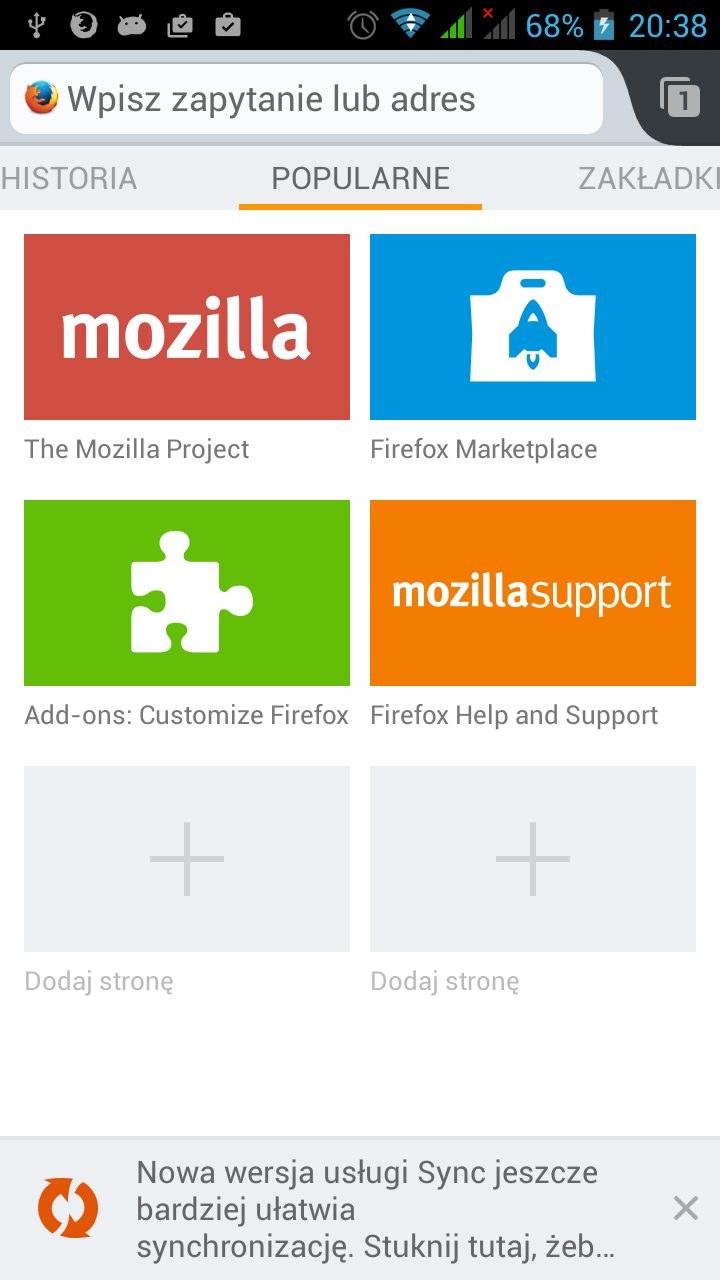 68% 20:38
Wpisz zapytanie lub adres 1
HISTORIA POPULARNE ZAKŁADKI
mozilla
The Mozilla Project Firefox Marketplace
mozillasupport
Add-ons: Customize Firefox Firefox Help and Support
Dodaj stronę Dodaj stronę
Nowa wersja usługi Sync jeszcze
bardziej ułatwia
synchronizację. Stuknij tutaj, żeb…